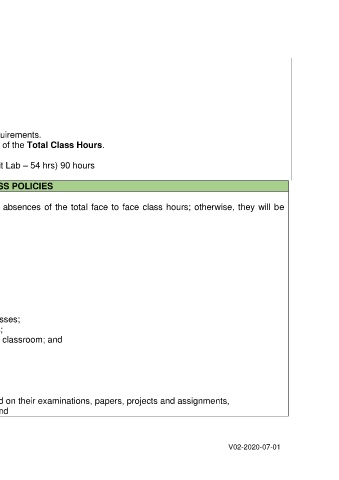 uirements.
of the Total Class Hours.
it Lab – 54 hrs) 90 hours
SS POLICIES
absences of the total face to face class hours; otherwise, they will be
sses;
;
classroom; and
d on their examinations, papers, projects and assignments,
nd
V02-2020-07-01